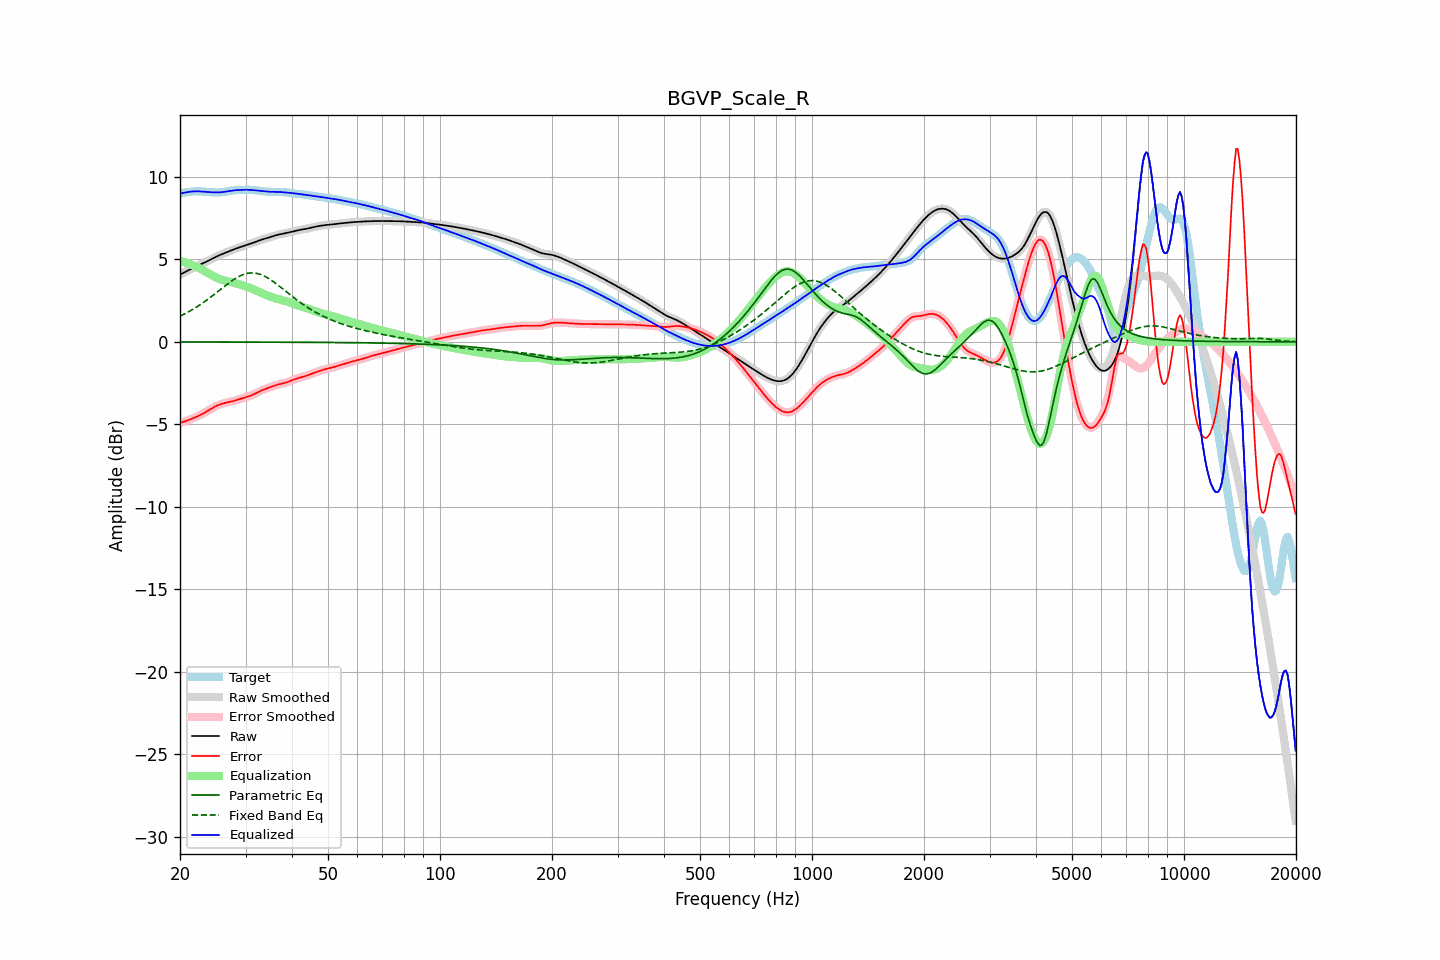 BGVP_Scale_R
Amplitude (dBr)
10
5
0
−5
−10
−15
−20
−25
−30
Target
Raw Smoothed
Error Smoothed
Raw
Error
Equalization
Parametric Eq
Fixed Band Eq
Equalized
20 50 100 200 500 1000 2000 5000 10000 20000
Frequency (Hz)